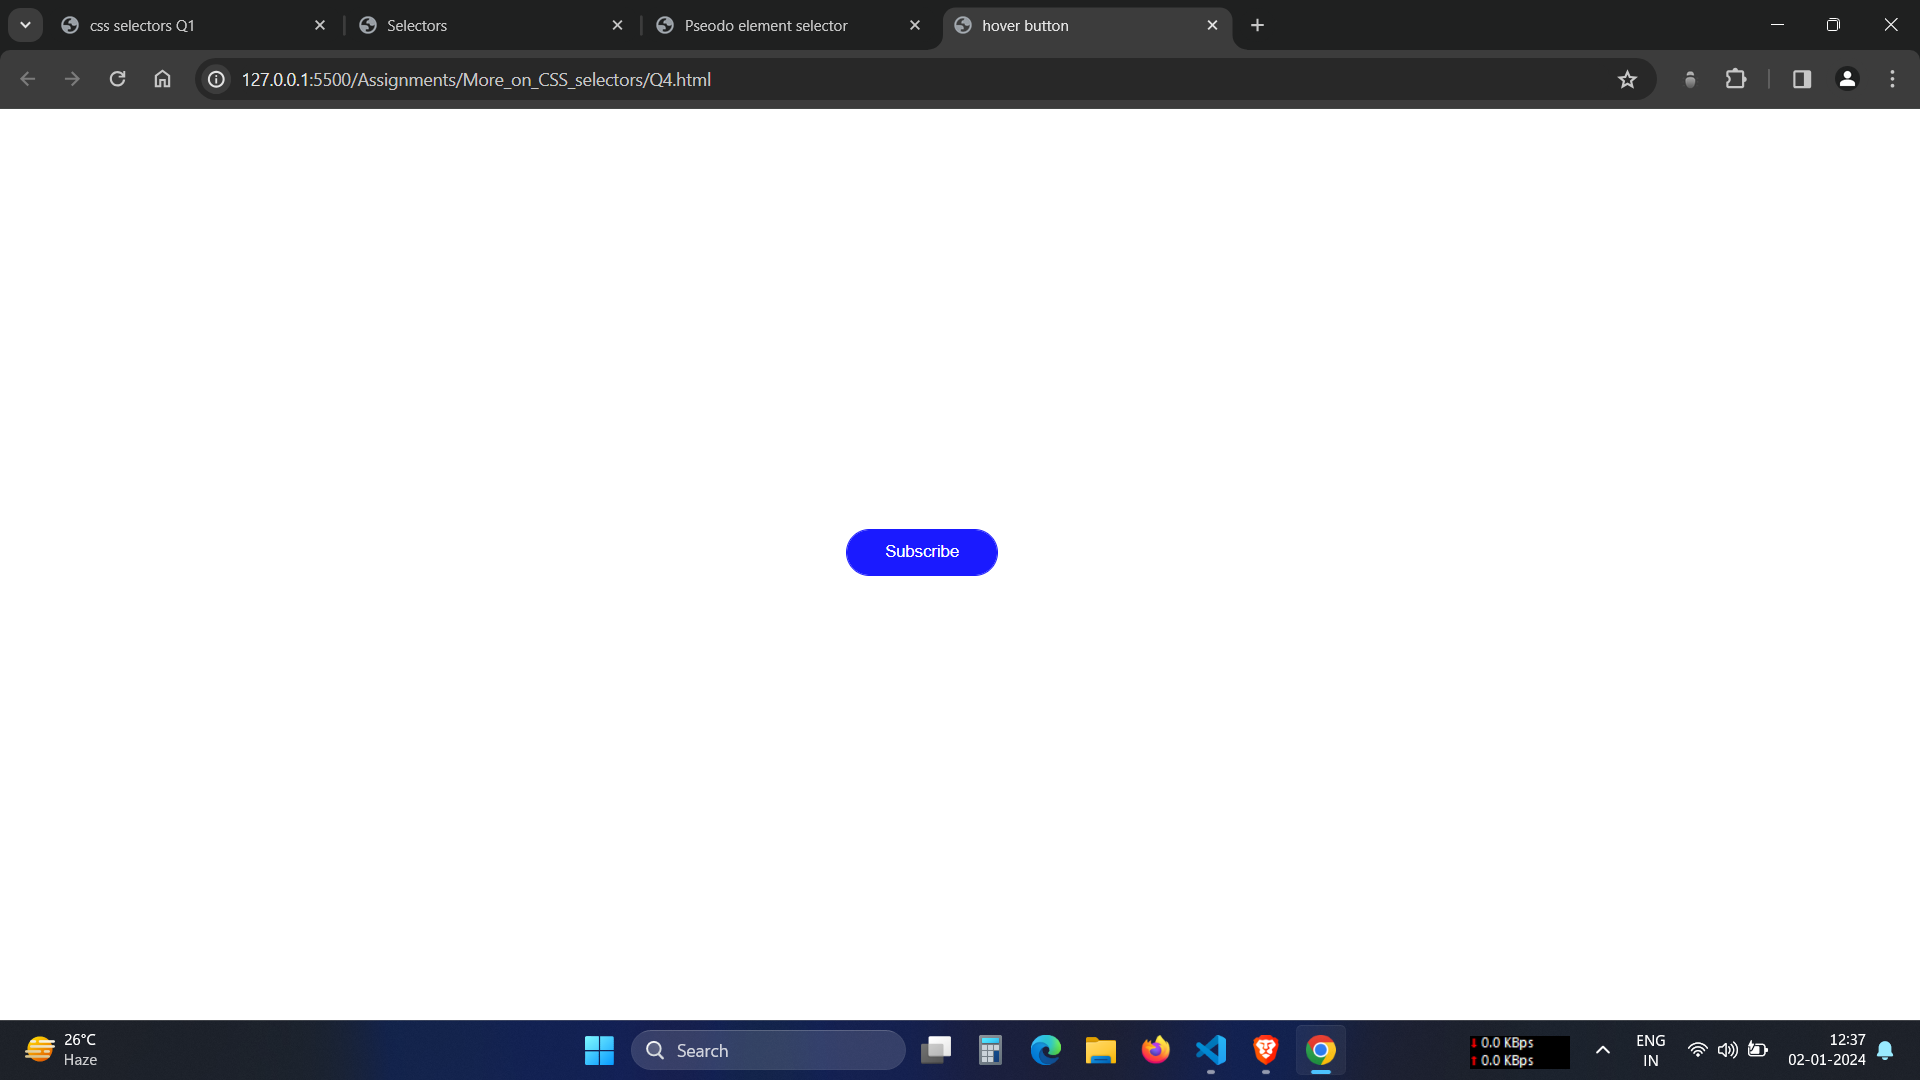 css selectors Q1
Selectors
Pseodo element selector
hover button
127.0.0.1:5500/Assignments/More_on_CSS_selectors/Q4.html
Subscribe
26°C
Haze
Search
0.0 KBps
0.0 KBps
ENG
IN
12:37
02-01-2024